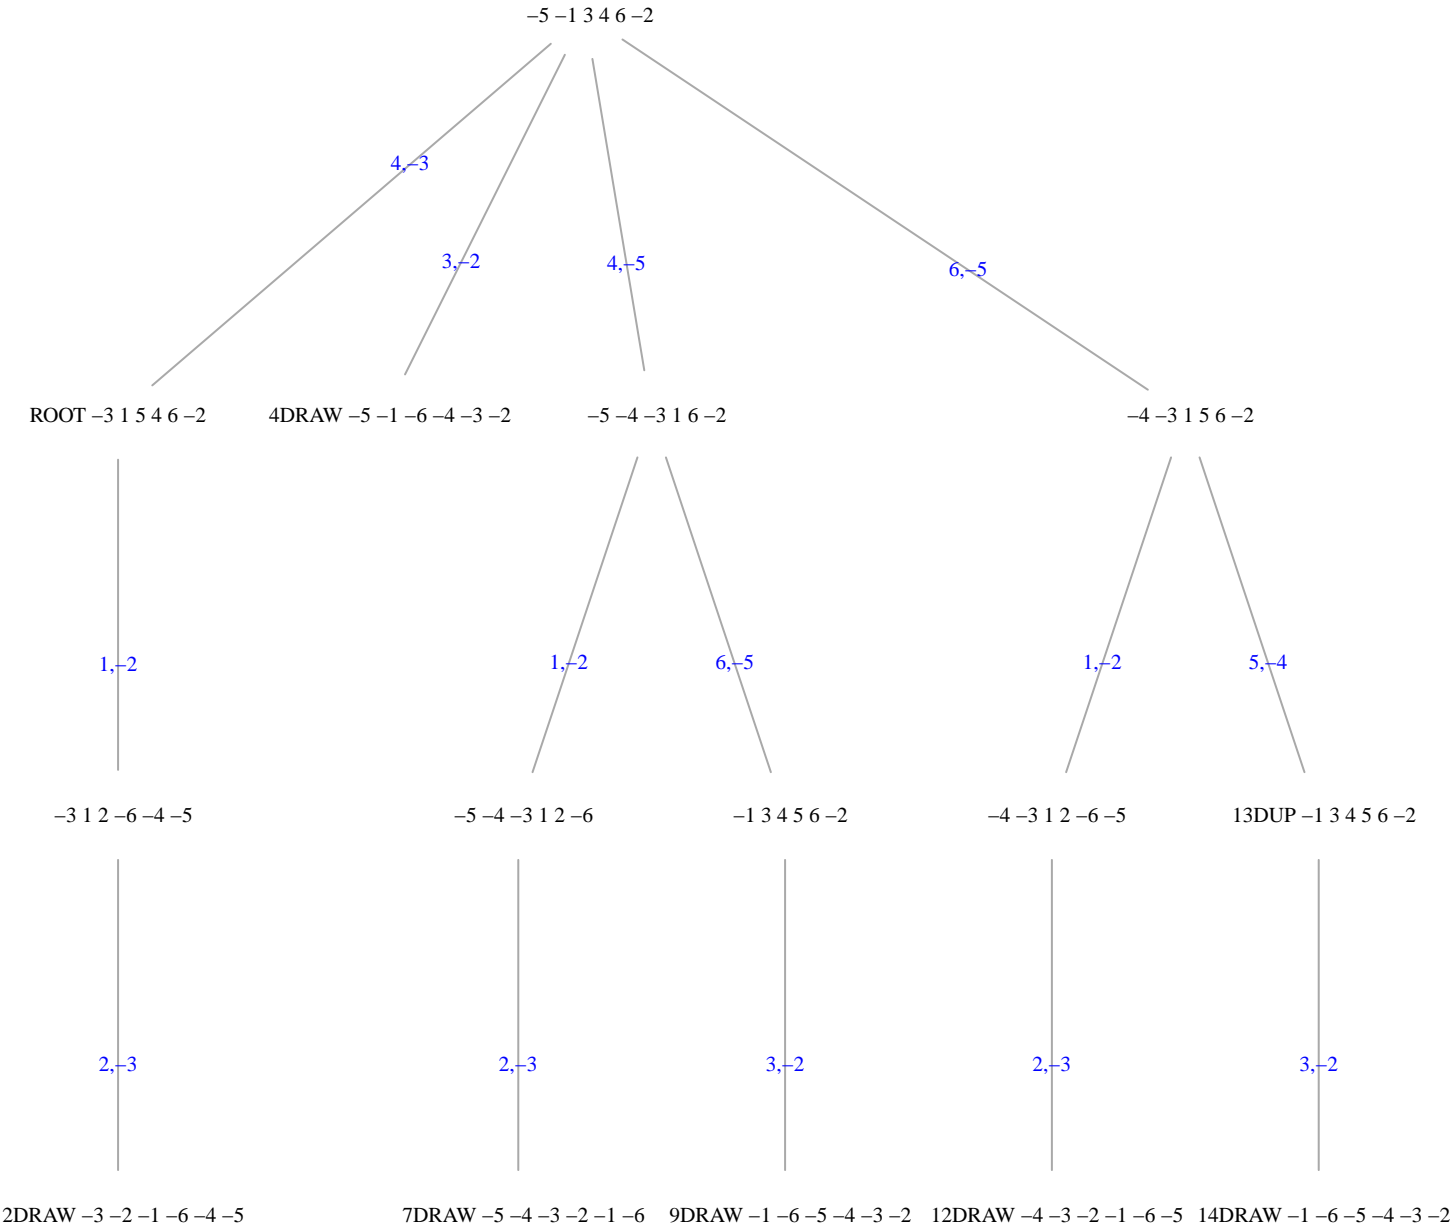 –5 –1 3 4 6 –2
4,–3
3,–2
4,–5
6,–5
ROOT –3 1 5 4 6 –2
4DRAW –5 –1 –6 –4 –3 –2
–5 –4 –3 1 6 –2
–4 –3 1 5 6 –2
1,–2
1,–2
6,–5
1,–2
5,–4
–3 1 2 –6 –4 –5
–5 –4 –3 1 2 –6
–1 3 4 5 6 –2
–4 –3 1 2 –6 –5
13DUP –1 3 4 5 6 –2
2,–3
2,–3
3,–2
2,–3
3,–2
2DRAW –3 –2 –1 –6 –4 –5
7DRAW –5 –4 –3 –2 –1 –6
9DRAW –1 –6 –5 –4 –3 –2
12DRAW –4 –3 –2 –1 –6 –5
14DRAW –1 –6 –5 –4 –3 –2